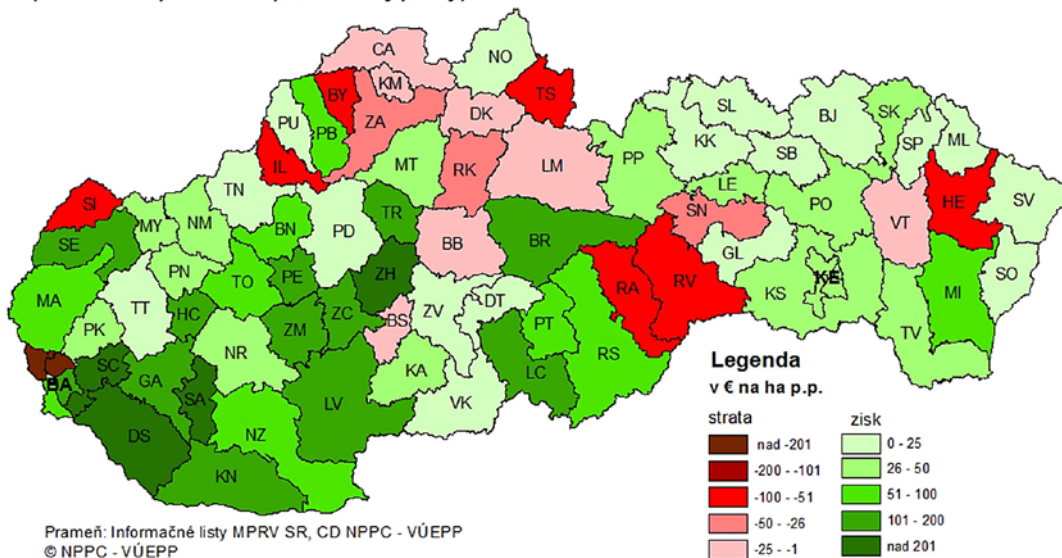 CA
NO
KM
BY
TS
PU
PB
ZA
DK
SL
BJ
SK
KK
SP
ML
IL
MT
RK
LM
PP
SB
TN
LE
SI
SN
PO
VT
HE
SV
MY
NM
BN
PD
TR
SE
BB
BR
GL
PN
TO
PE
ZH
RA
RV
KS
KE
SO
MA
TT
HC
ZM
ZC
BS
ZV
DT
PT
MI
PK
NR
RS
TV
BA
SC
GA
SA
KA
LC
LV
VK
DS
NZ
KN
Legenda
v € na ha p.p.
strata zisk
nad -201 0 - 25
-200 - -101 26 - 50
-100 - -51 51 - 100
-50 - -26 101 - 200
-25 - -1 nad 201
Prameň: Informačné listy MPRV SR, CD NPPC - VÚEPP
© NPPC - VÚEPP